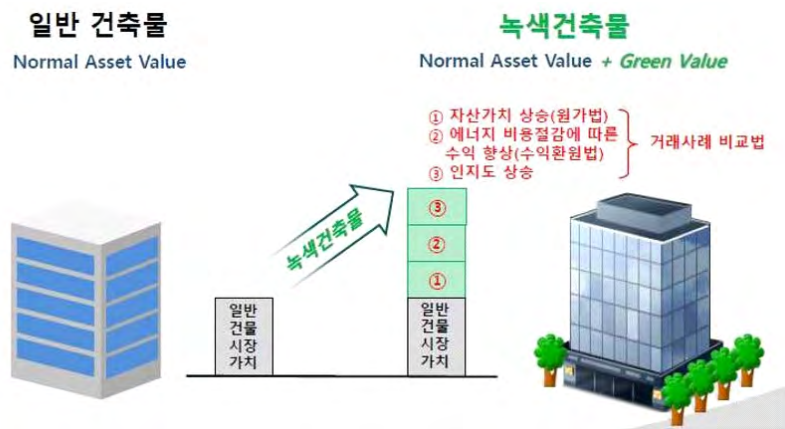 일반 건축물
Normal Asset Value
녹색건축물
Normal Asset Value + Green Value
① 자산가치 상승(원가법)
② 에너지 비용절감에 따른
수익 향상(수익환원법)
③ 인지도 상승
거래사례 비교법
녹색건축물
③
②
①
일반
건물
시장
가치
일반
건물
시장
가치